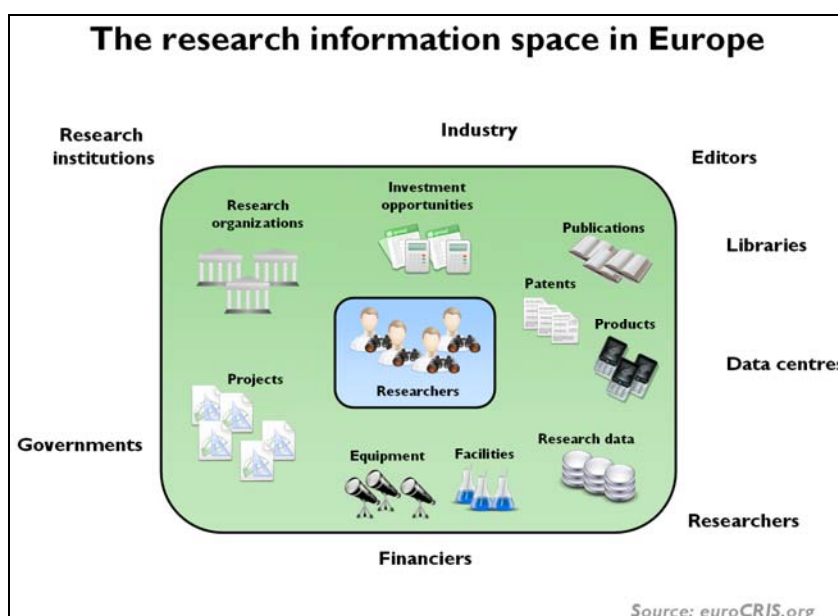 The research information space in Europe
Research
institutions
Industry
Editors
Research
organizations
Investment
opportunities
Publications
Libraries
Patents
Products
Researchers
Data centres
Projects
Governments
Equipment
Facilities
Research data
Researchers
Financiers
Source: euroCRIS.org